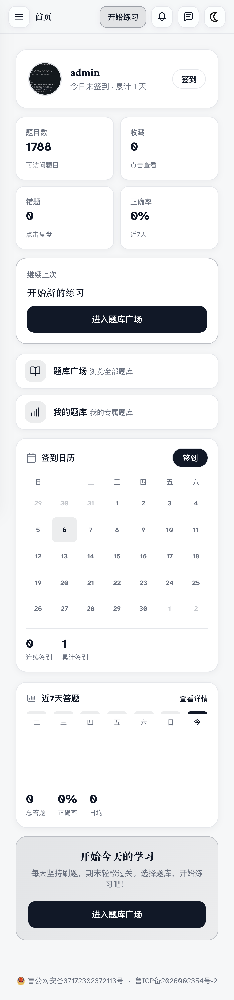 首页
开始练习
admin
今日未签到 · 累计 1 天
签到
题目数
1788
可访问题目
收藏
0
点击查看
错题
0
点击复盘
正确率
0%
近7天
继续上次
开始新的练习
进入题库广场
题库广场 浏览全部题库
我的题库 我的专属题库
签到日历
签到
日 一 二 三 四 五 六
29 30 31 1 2 3 4
5 6 7 8 9 10 11
12 13 14 15 16 17 18
19 20 21 22 23 24 25
26 27 28 29 30 1 2
0
连续签到
1
累计签到
近7天答题
查看详情
二 三 四 五 六 日 今
0
总答题
0%
正确率
0
日均
开始今天的学习
每天坚持刷题，期末轻松过关。选择题库，开始练
习吧！
进入题库广场
鲁公网安备37172302372113号 · 鲁ICP备2026002354号-2